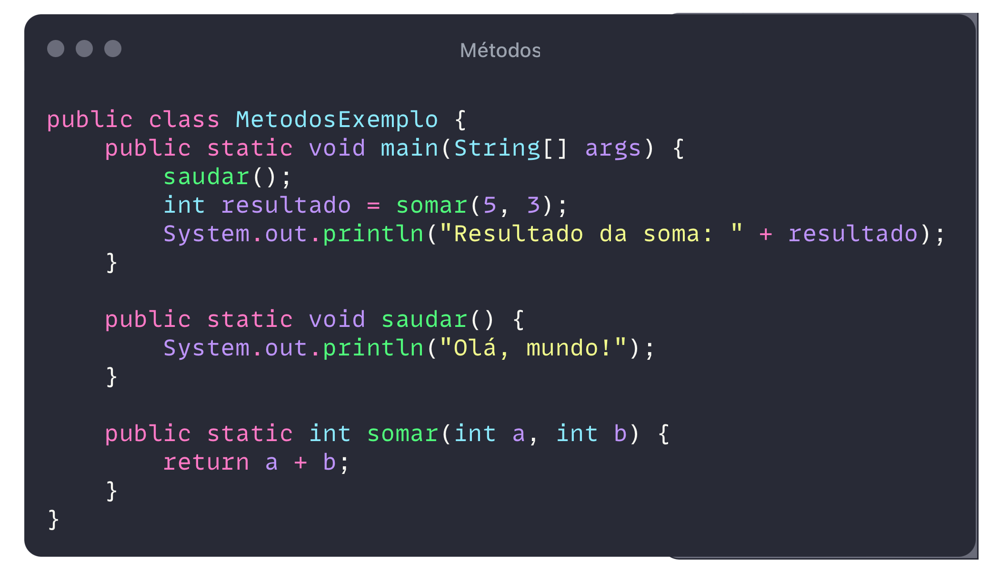 Métodos
public class MetodosExemplo {
    public static void main(String[] args) {
        saudar();
        int resultado = somar(5, 3);
        System.out.println("Resultado da soma: " + resultado);
    }
    public static void saudar() {
        System.out.println("Olá, mundo!");
    }
    public static int somar(int a, int b) {
        return a + b;
    }
}